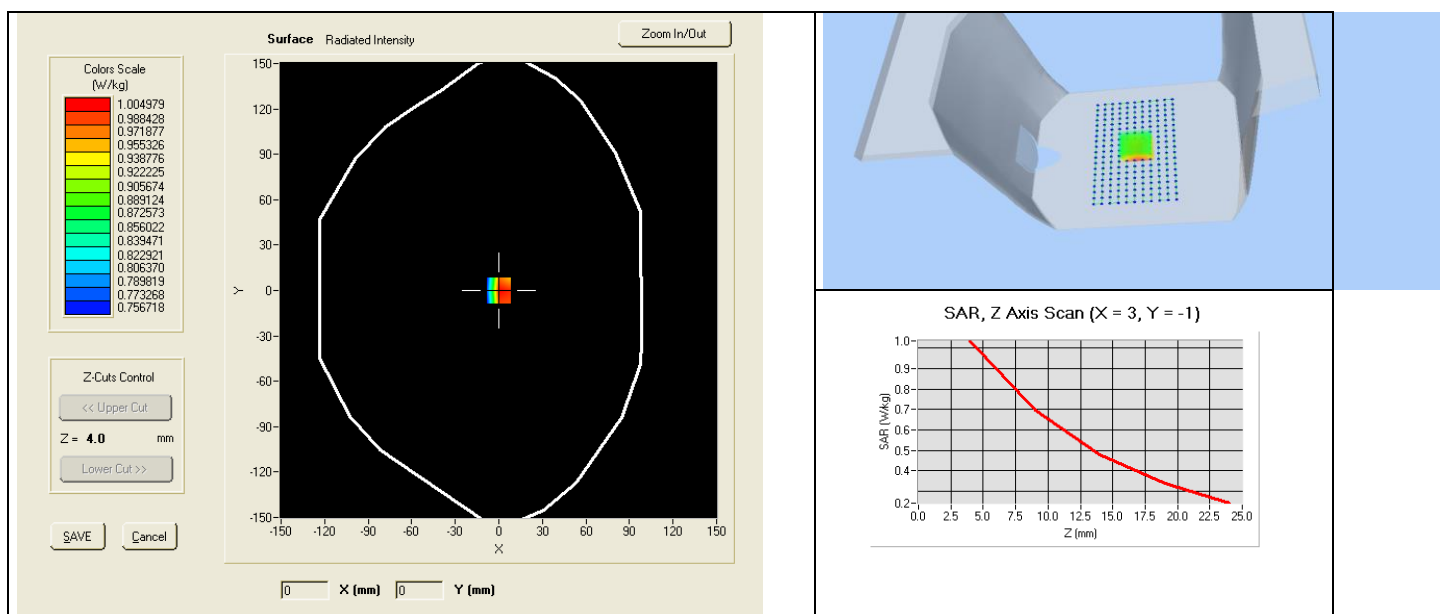 Surface Radiated Intensity
Zoom In/Out
Colors Scale
(W/kg)
1.004979
0.988428
0.971877
0.955326
0.938776
0.922225
0.905674
0.889124
0.872573
0.856022
0.839471
0.822921
0.806370
0.789819
0.773268
0.756718
Z-Cuts Control
<< Upper Cut
Z = 4.0 mm
Lower Cut >>
SAVE Cancel
150-
120-
90-
60-
30-
Y 0-
-30-
-60-
-90-
-120-
-150-
-150 -120 -90 -60 -30 0 30 60 90 120 150
X
0 X (mm) 0 Y (mm)
SAR, Z Axis Scan (X = 3, Y = -1)
SAR (W/kg)
1.0-
0.9-
0.8-
0.7-
0.6-
0.5-
0.4-
0.2-
0.0 2.5 5.0 7.5 10.0 12.5 15.0 17.5 20.0 22.5 25.0
Z (mm)